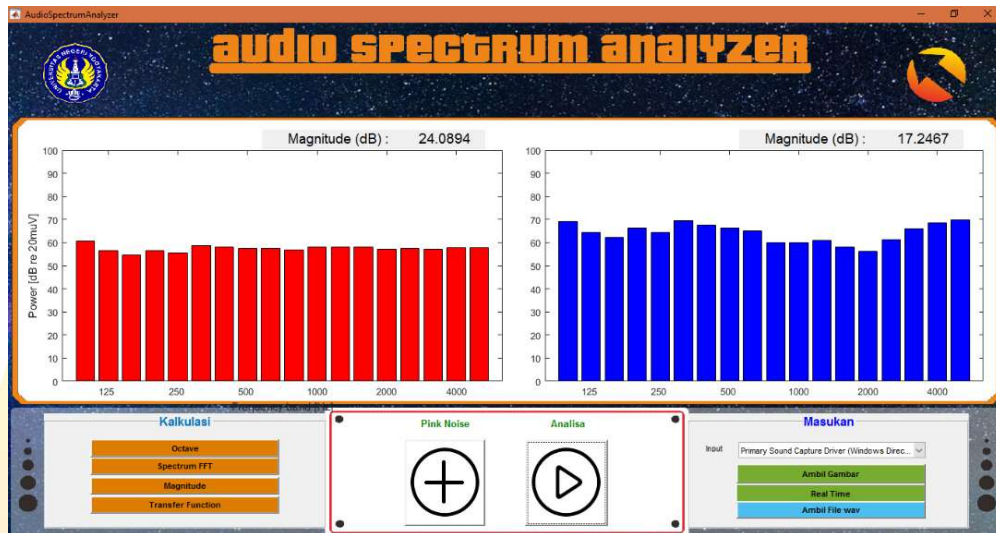 AudioSpectrumAnalyzer
audio spectrum analyzer
UNIVERSITAS NEGERI YOGYAKARTA
Magnitude (dB) : 24.0894
Power [dB re 20muV]
100
90
80
70
60
50
40
30
20
10
0
125 250 500 1000 2000 4000
Magnitude (dB) : 17.2467
100
90
80
70
60
50
40
30
20
10
0
125 250 500 1000 2000 4000
Kalkulasi
Octave
Spectrum FFT
Magnitude
Transfer Function
Pink Noise
Analisa
Masukan
Input
Primary Sound Capture Driver (Windows Direc...
Ambil Gambar
Real Time
Ambil File wav